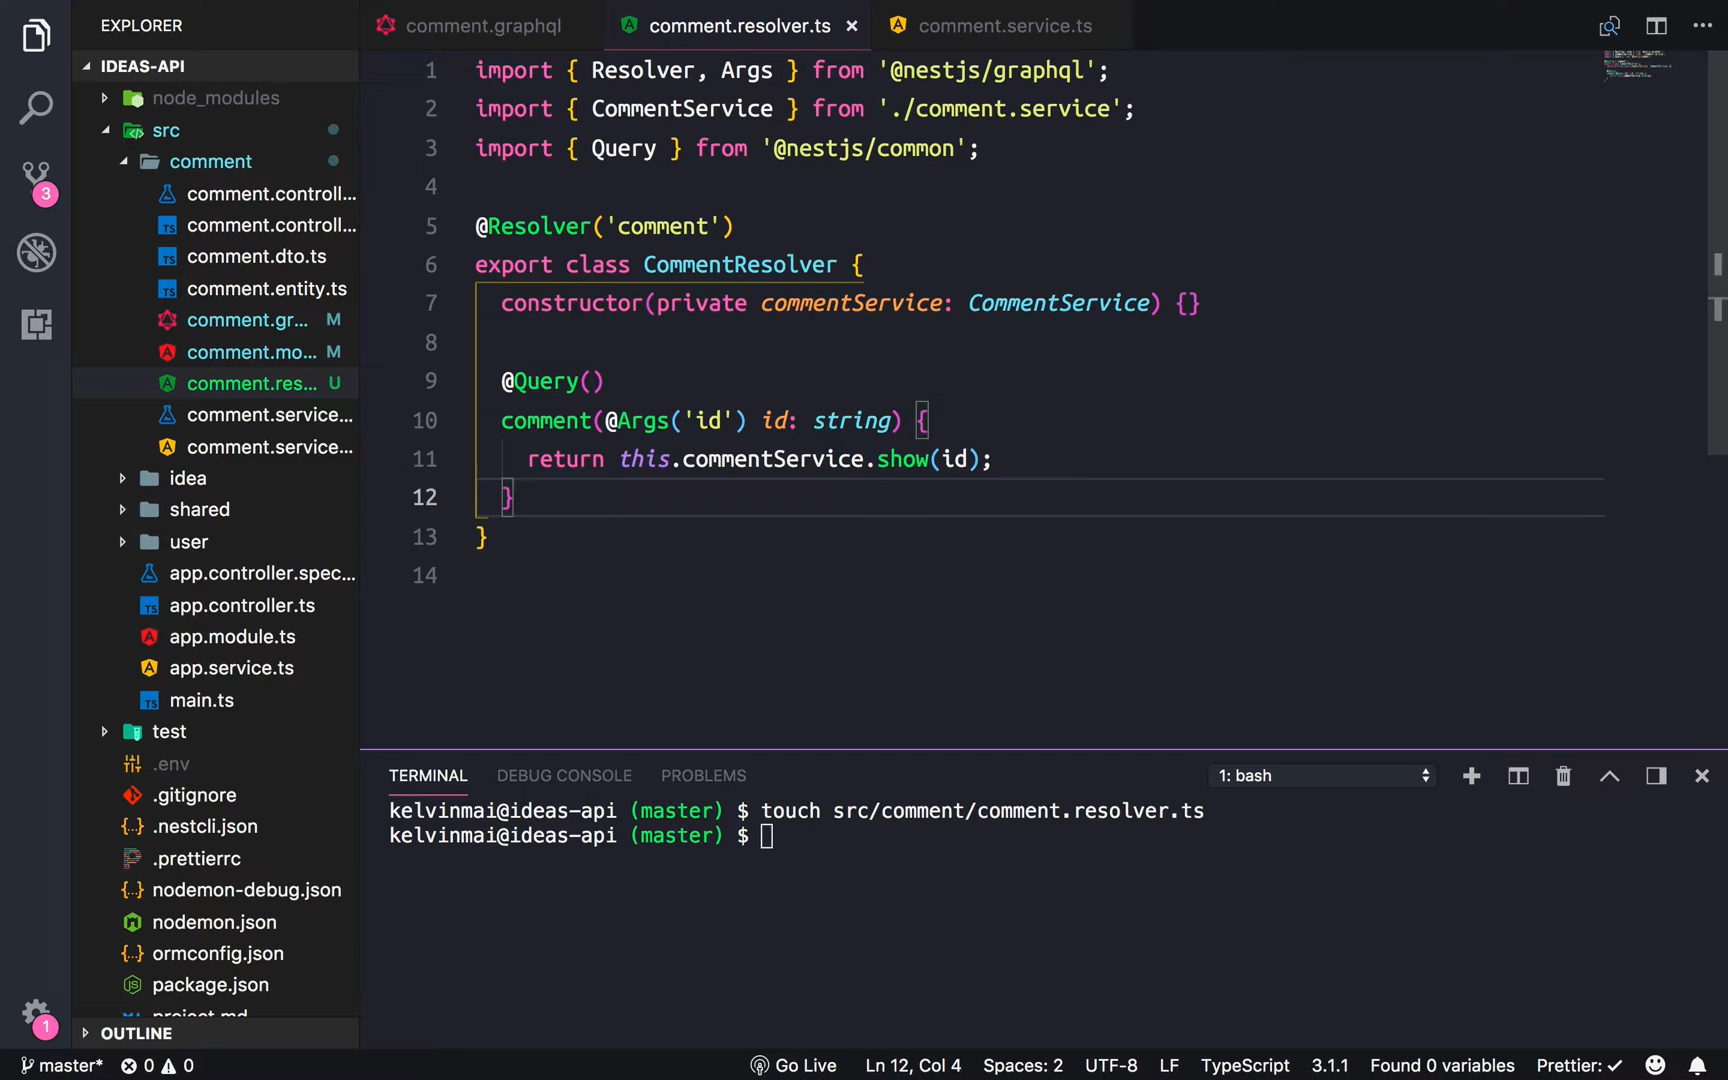 EXPLORER
IDEAS-API
node_modules
src
comment
comment.controll...
comment.controll...
comment.dto.ts
comment.entity.ts
comment.gr... M
comment.mo... M
comment.res... U
comment.service...
comment.service...
idea
shared
user
app.controller.spec...
app.controller.ts
app.module.ts
app.service.ts
main.ts
test
.env
.gitignore
.nestcli.json
.prettierrc
nodemon-debug.json
nodemon.json
ormconfig.json
package.json
project.md
OUTLINE
3
1
comment.graphql comment.resolver.ts × comment.service.ts
1 import { Resolver, Args } from '@nestjs/graphql';
2 import { CommentService } from './comment.service';
3 import { Query } from '@nestjs/common';
4
5 @Resolver('comment')
6 export class CommentResolver {
7 constructor(private commentService: CommentService) {}
8
9 @Query()
10 comment(@Args('id') id: string) {
11 return this.commentService.show(id);
12 }
13 }
14
TERMINAL DEBUG CONSOLE PROBLEMS 1: bash
kelvinmai@ideas-api (master) $ touch src/comment/comment.resolver.ts
kelvinmai@ideas-api (master) $
master* 0 0 Go Live Ln 12, Col 4 Spaces: 2 UTF-8 LF TypeScript 3.1.1 Found 0 variables Prettier: ✓